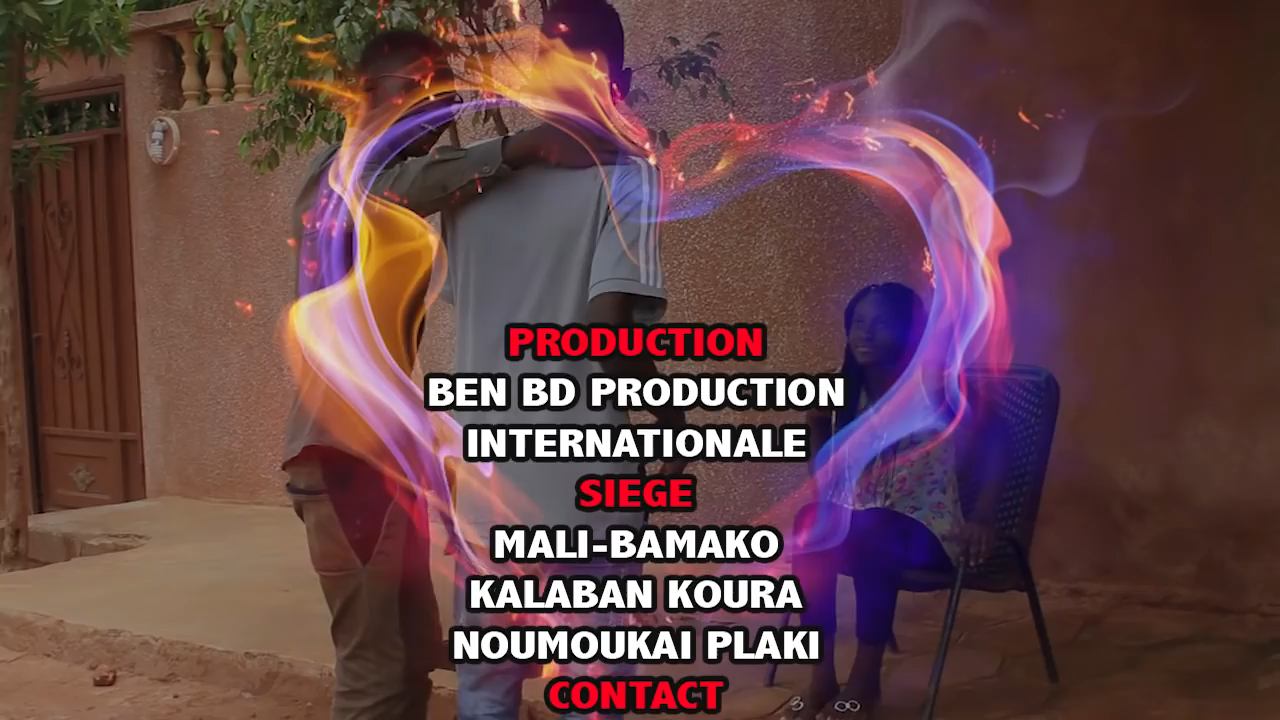 PRODUCTION
BEN BD PRODUCTION
INTERNATIONALE
SIEGE
MALI-BAMAKO
KALABAN KOURA
NOUMOUKAI PLAKI
CONTACT